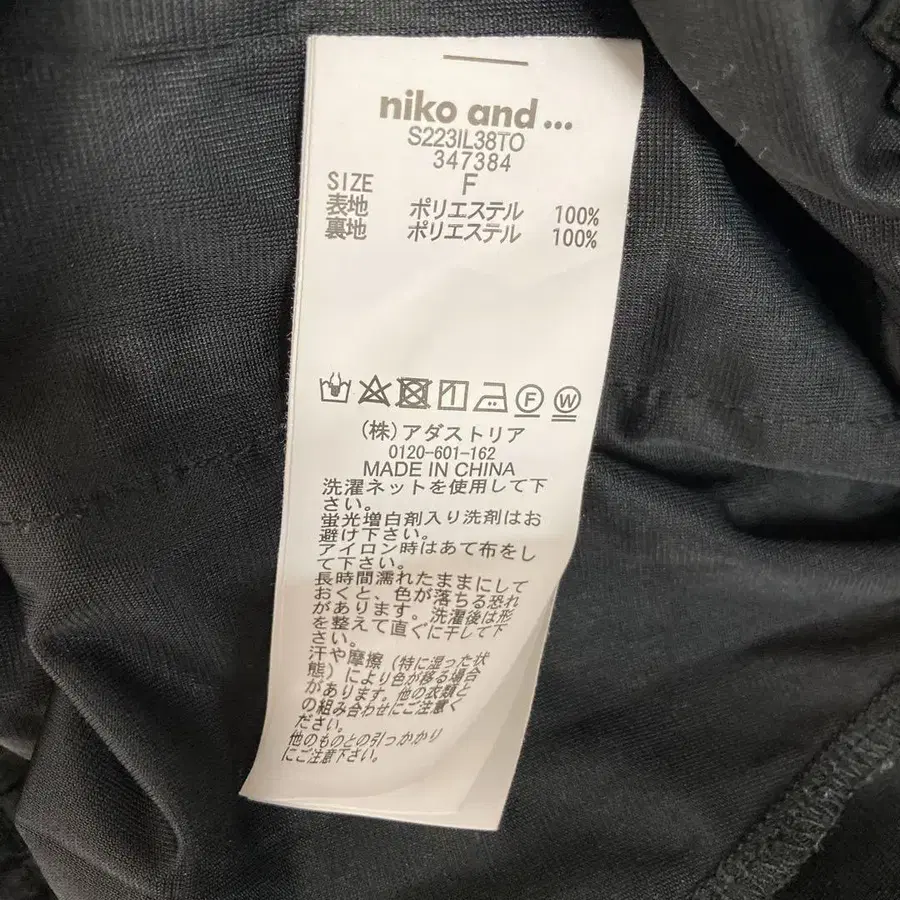 niko and ...
S223IL38TO
347384
SIZE F
表地 ポリエステル 100%
裏地 ポリエステル 100%
F W
(株)アダストリア
0120-601-162
MADE IN CHINA
洗濯ネットを使用して下
さい。
蛍光増白剤入り洗剤はお
避け下さい。
アイロン時はあて布をし
て下さい。
長時間濡れたままにして
おくと、色が落ちる恐れ
があります。洗濯後は形
を整えて直ぐに干して下
さい。
汗や摩擦(特に湿った状
態)により色が移る場合
があります。他の衣類と
の組み合わせにご注意く
ださい。
他のものとの引っかかり
にご注意下さい。